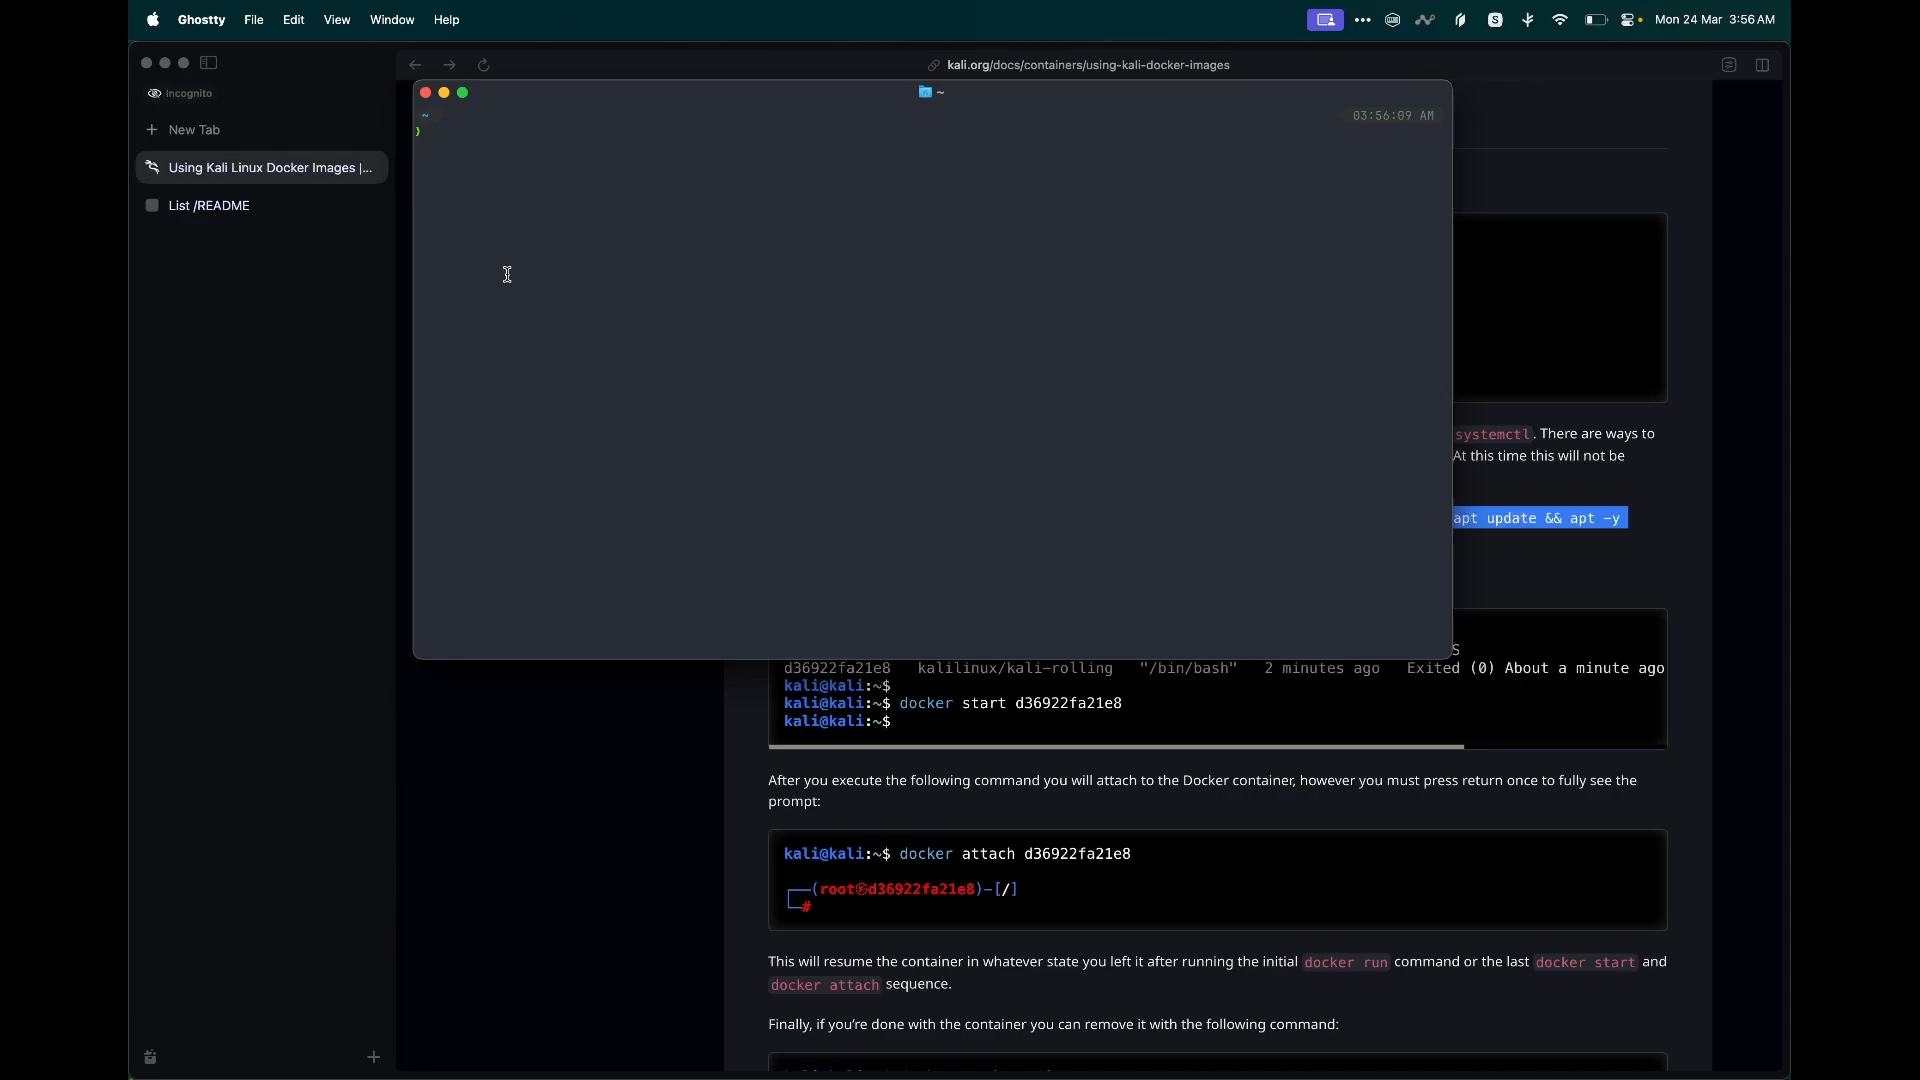 Ghostty File Edit View Window Help
S
Mon 24 Mar 3:56 AM
kali.org/docs/containers/using-kali-docker-images
Incognito
New Tab
Using Kali Linux Docker Images |...
List /README
~
~
03:56:09 AM
❯
systemctl. There are ways to
At this time this will not be
apt update && apt -y
S
d36922fa21e8 kalilinux/kali-rolling "/bin/bash" 2 minutes ago Exited (0) About a minute ago
kali@kali:~$
kali@kali:~$ docker start d36922fa21e8
kali@kali:~$
After you execute the following command you will attach to the Docker container, however you must press return once to fully see the
prompt:
kali@kali:~$ docker attach d36922fa21e8
┌──(root㉿d36922fa21e8)-[/]
└─#
This will resume the container in whatever state you left it after running the initial docker run command or the last docker start and
docker attach sequence.
Finally, if you're done with the container you can remove it with the following command: